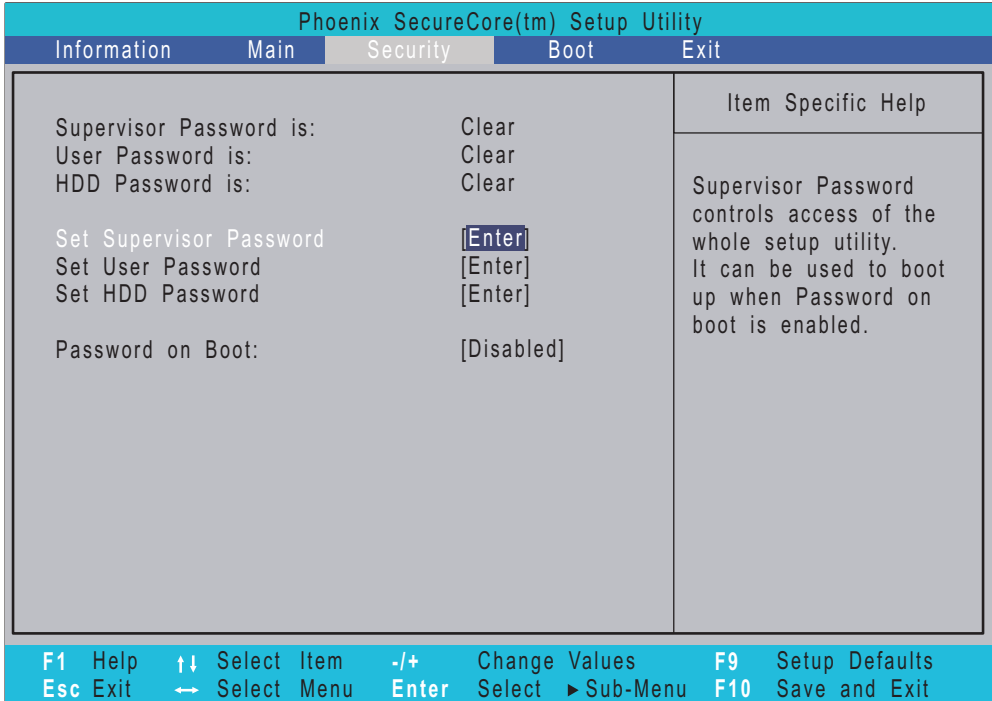 Phoenix SecureCore(tm) Setup Utility
Information Main Security Boot Exit
Supervisor Password is: Clear
User Password is: Clear
HDD Password is: Clear
Set Supervisor Password [Enter]
Set User Password [Enter]
Set HDD Password [Enter]
Password on Boot: [Disabled]
Item Specific Help
Supervisor Password
controls access of the
whole setup utility.
It can be used to boot
up when Password on
boot is enabled.
F1 Help ↑↓ Select Item -/+ Change Values F9 Setup Defaults
Esc Exit ↔ Select Menu Enter Select ►Sub-Menu F10 Save and Exit